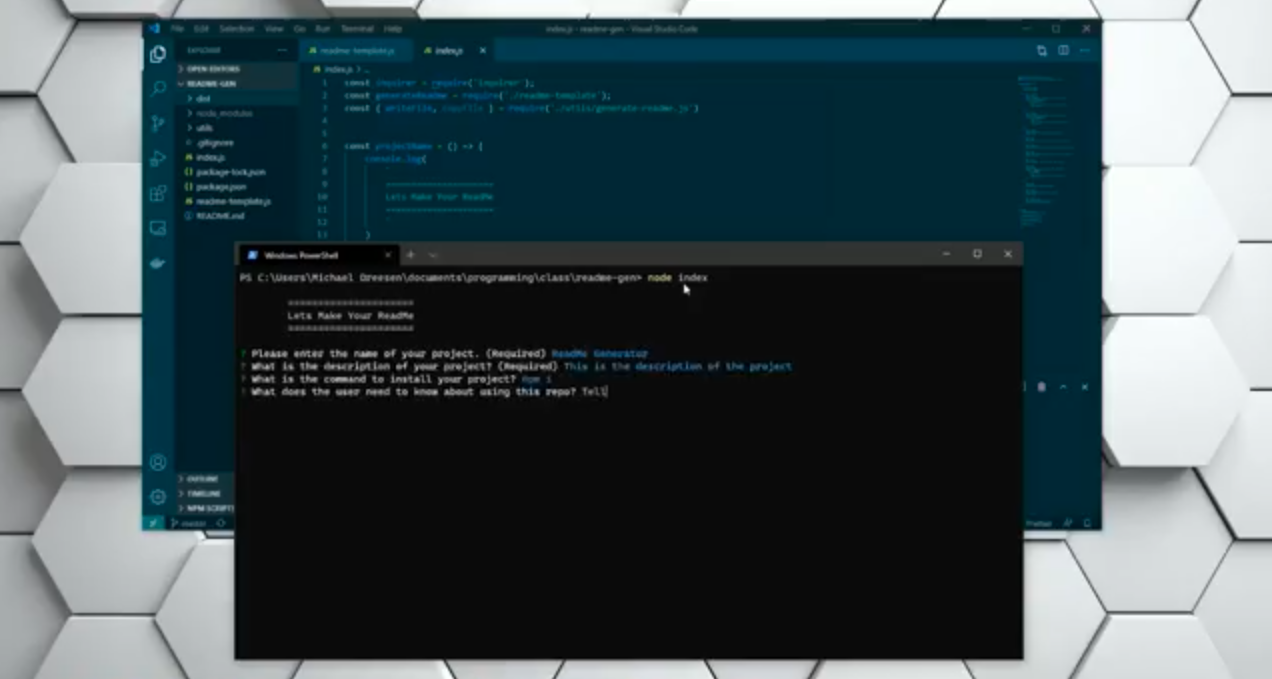 File Edit Selection View Go Run Terminal Help
index.js - readme-gen - Visual Studio Code
EXPLORER
readme-template.js
index.js
OPEN EDITORS
README-GEN
dist
node_modules
utils
.gitignore
index.js
package-lock.json
package.json
readme-template.js
README.md
OUTLINE
TIMELINE
NPM SCRIPTS
master
index.js > ...
1 const inquirer = require('inquirer');
2 const generateReadme = require('./readme-template');
3 const { writeFile, copyFile } = require('./utils/generate-readme.js')
4
5
6 const projectName = () => {
7 console.log(
8
9 ==================
10 Lets Make Your ReadMe
11 ==================
12
13 )
Prettier
Windows PowerShell
PS C:\Users\Michael Dreesen\documents\programming\class\readme-gen> node index
=====================
Lets Make Your ReadMe
=====================
? Please enter the name of your project. (Required) ReadMe Generator
? What is the description of your project? (Required) This is the description of the project
? What is the command to install your project? npm i
? What does the user need to know about using this repo? Tell